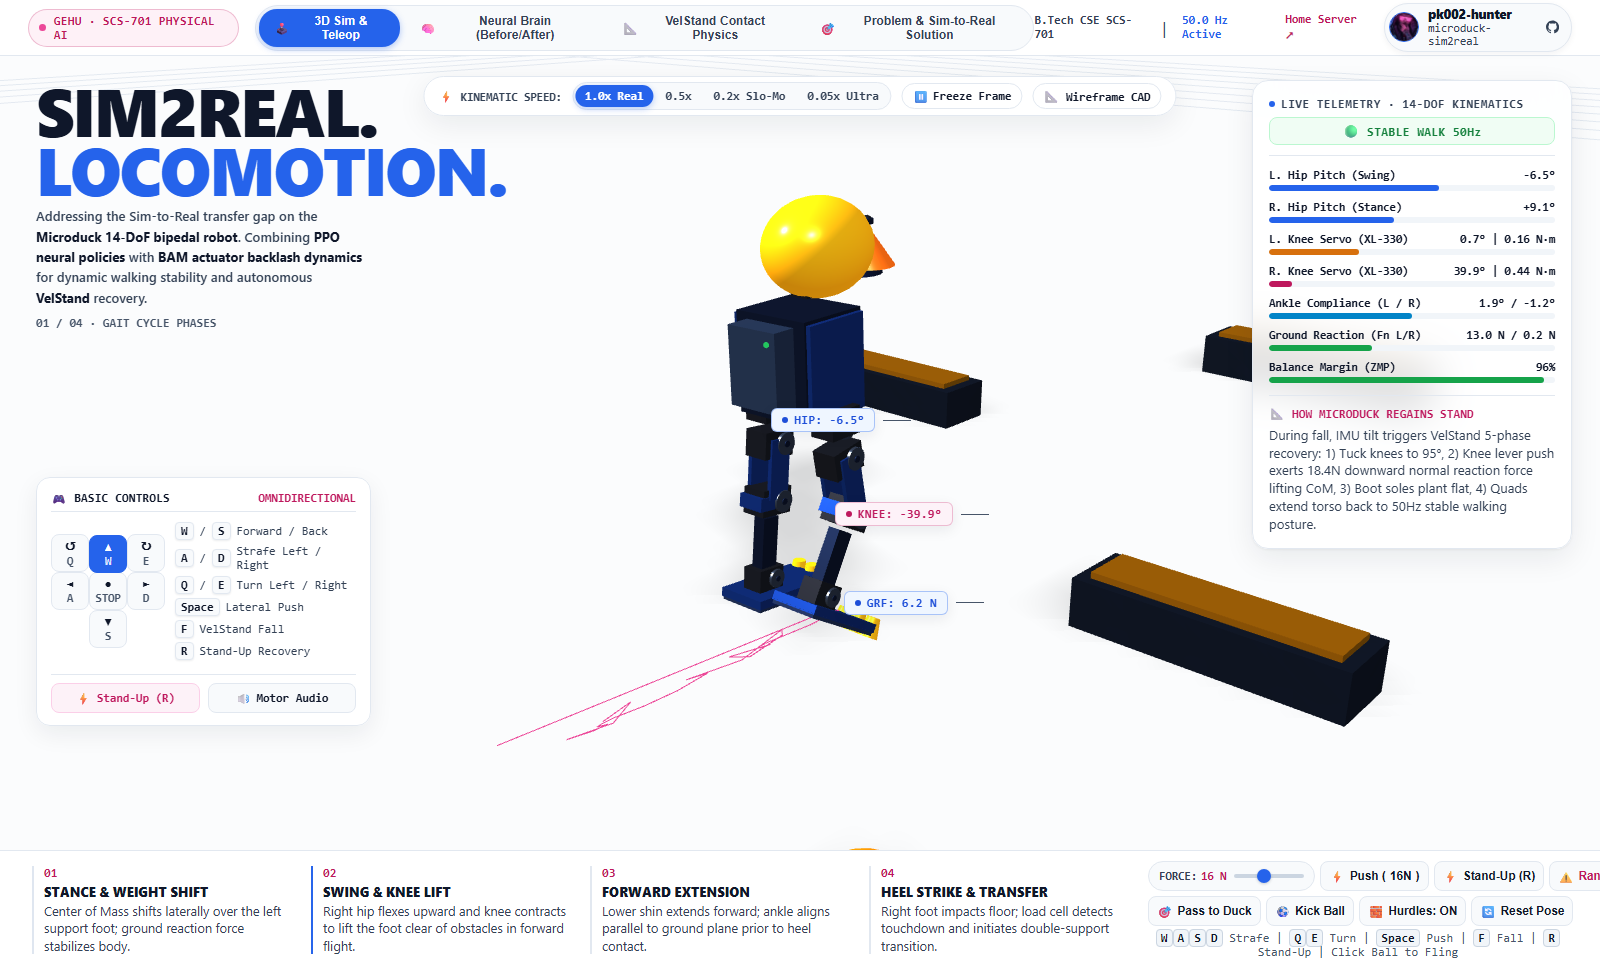 GEHU · SCS-701 PHYSICAL
AI
3D Sim &
Teleop
Neural Brain
(Before/After)
VelStand Contact
Physics
Problem & Sim-to-Real
Solution
B.Tech CSE SCS-
701
|
50.0 Hz
Active
Home Server
↗
pk002-hunter
microduck-
sim2real
SIM2REAL.
LOCOMOTION.
Addressing the Sim-to-Real transfer gap on the
Microduck 14-DoF bipedal robot. Combining PPO
neural policies with BAM actuator backlash dynamics
for dynamic walking stability and autonomous
VelStand recovery.
01 / 04 · GAIT CYCLE PHASES
KINEMATIC SPEED: 1.0x Real 0.5x 0.2x Slo-Mo 0.05x Ultra Freeze Frame Wireframe CAD
LIVE TELEMETRY · 14-DOF KINEMATICS
STABLE WALK 50Hz
L. Hip Pitch (Swing) -6.5°
R. Hip Pitch (Stance) +9.1°
L. Knee Servo (XL-330) 0.7° | 0.16 N·m
R. Knee Servo (XL-330) 39.9° | 0.44 N·m
Ankle Compliance (L / R) 1.9° / -1.2°
Ground Reaction (Fn L/R) 13.0 N / 0.2 N
Balance Margin (ZMP) 96%
HOW MICRODUCK REGAINS STAND
During fall, IMU tilt triggers VelStand 5-phase
recovery: 1) Tuck knees to 95°, 2) Knee lever push
exerts 18.4N downward normal reaction force
lifting CoM, 3) Boot soles plant flat, 4) Quads
extend torso back to 50Hz stable walking
posture.
HIP: -6.5°
KNEE: -39.9°
GRF: 6.2 N
BASIC CONTROLS OMNIDIRECTIONAL
↺ ▲ ↻
Q W E
◄ ● ►
A STOP D
▼
S
W / S Forward / Back
A / D Strafe Left /
Right
Q / E Turn Left / Right
Space Lateral Push
F VelStand Fall
R Stand-Up Recovery
Stand-Up (R) Motor Audio
01
STANCE & WEIGHT SHIFT
Center of Mass shifts laterally over the left
support foot; ground reaction force
stabilizes body.
02
SWING & KNEE LIFT
Right hip flexes upward and knee contracts
to lift the foot clear of obstacles in forward
flight.
03
FORWARD EXTENSION
Lower shin extends forward; ankle aligns
parallel to ground plane prior to heel
contact.
04
HEEL STRIKE & TRANSFER
Right foot impacts floor; load cell detects
touchdown and initiates double-support
transition.
FORCE: 16 N Push ( 16N ) Stand-Up (R) Ran
Pass to Duck Kick Ball Hurdles: ON Reset Pose
W A S D Strafe | Q E Turn | Space Push | F Fall | R
Stand-Up | Click Ball to Fling